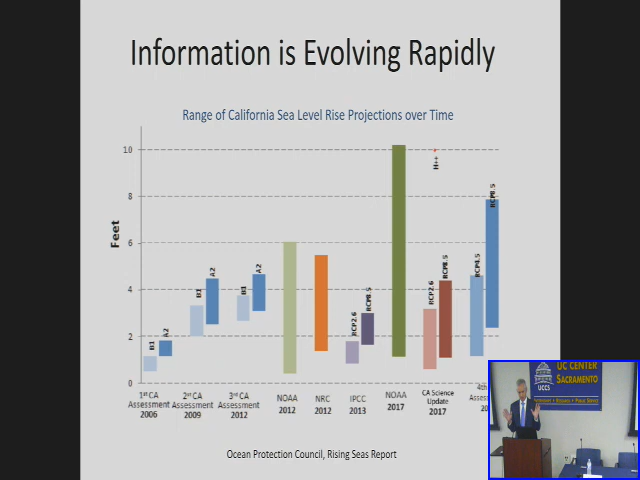 Information is Evolving Rapidly
Range of California Sea Level Rise Projections over Time
Feet
10
8
6
4
2
0
B1
A2
B1
A2
B1
A2
RCP2.6
RCP8.5
RCP2.6
RCP8.5
H++
RCP4.5
RCP8.5
1st CA
Assessment
2006
2nd CA
Assessment
2009
3rd CA
Assessment
2012
NOAA
2012
NRC
2012
IPCC
2013
NOAA
2017
CA Science
Update
2017
4th
Assess
20
Ocean Protection Council, Rising Seas Report
UC CENTER
SACRAMENTO
UCCS